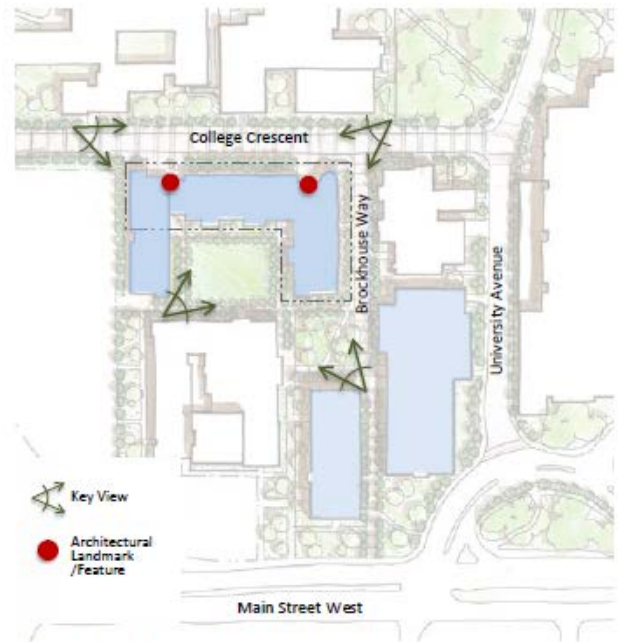 College Crescent
Brockhouse Way
University Avenue
Key View
Architectural
Landmark
/Feature
Main Street West